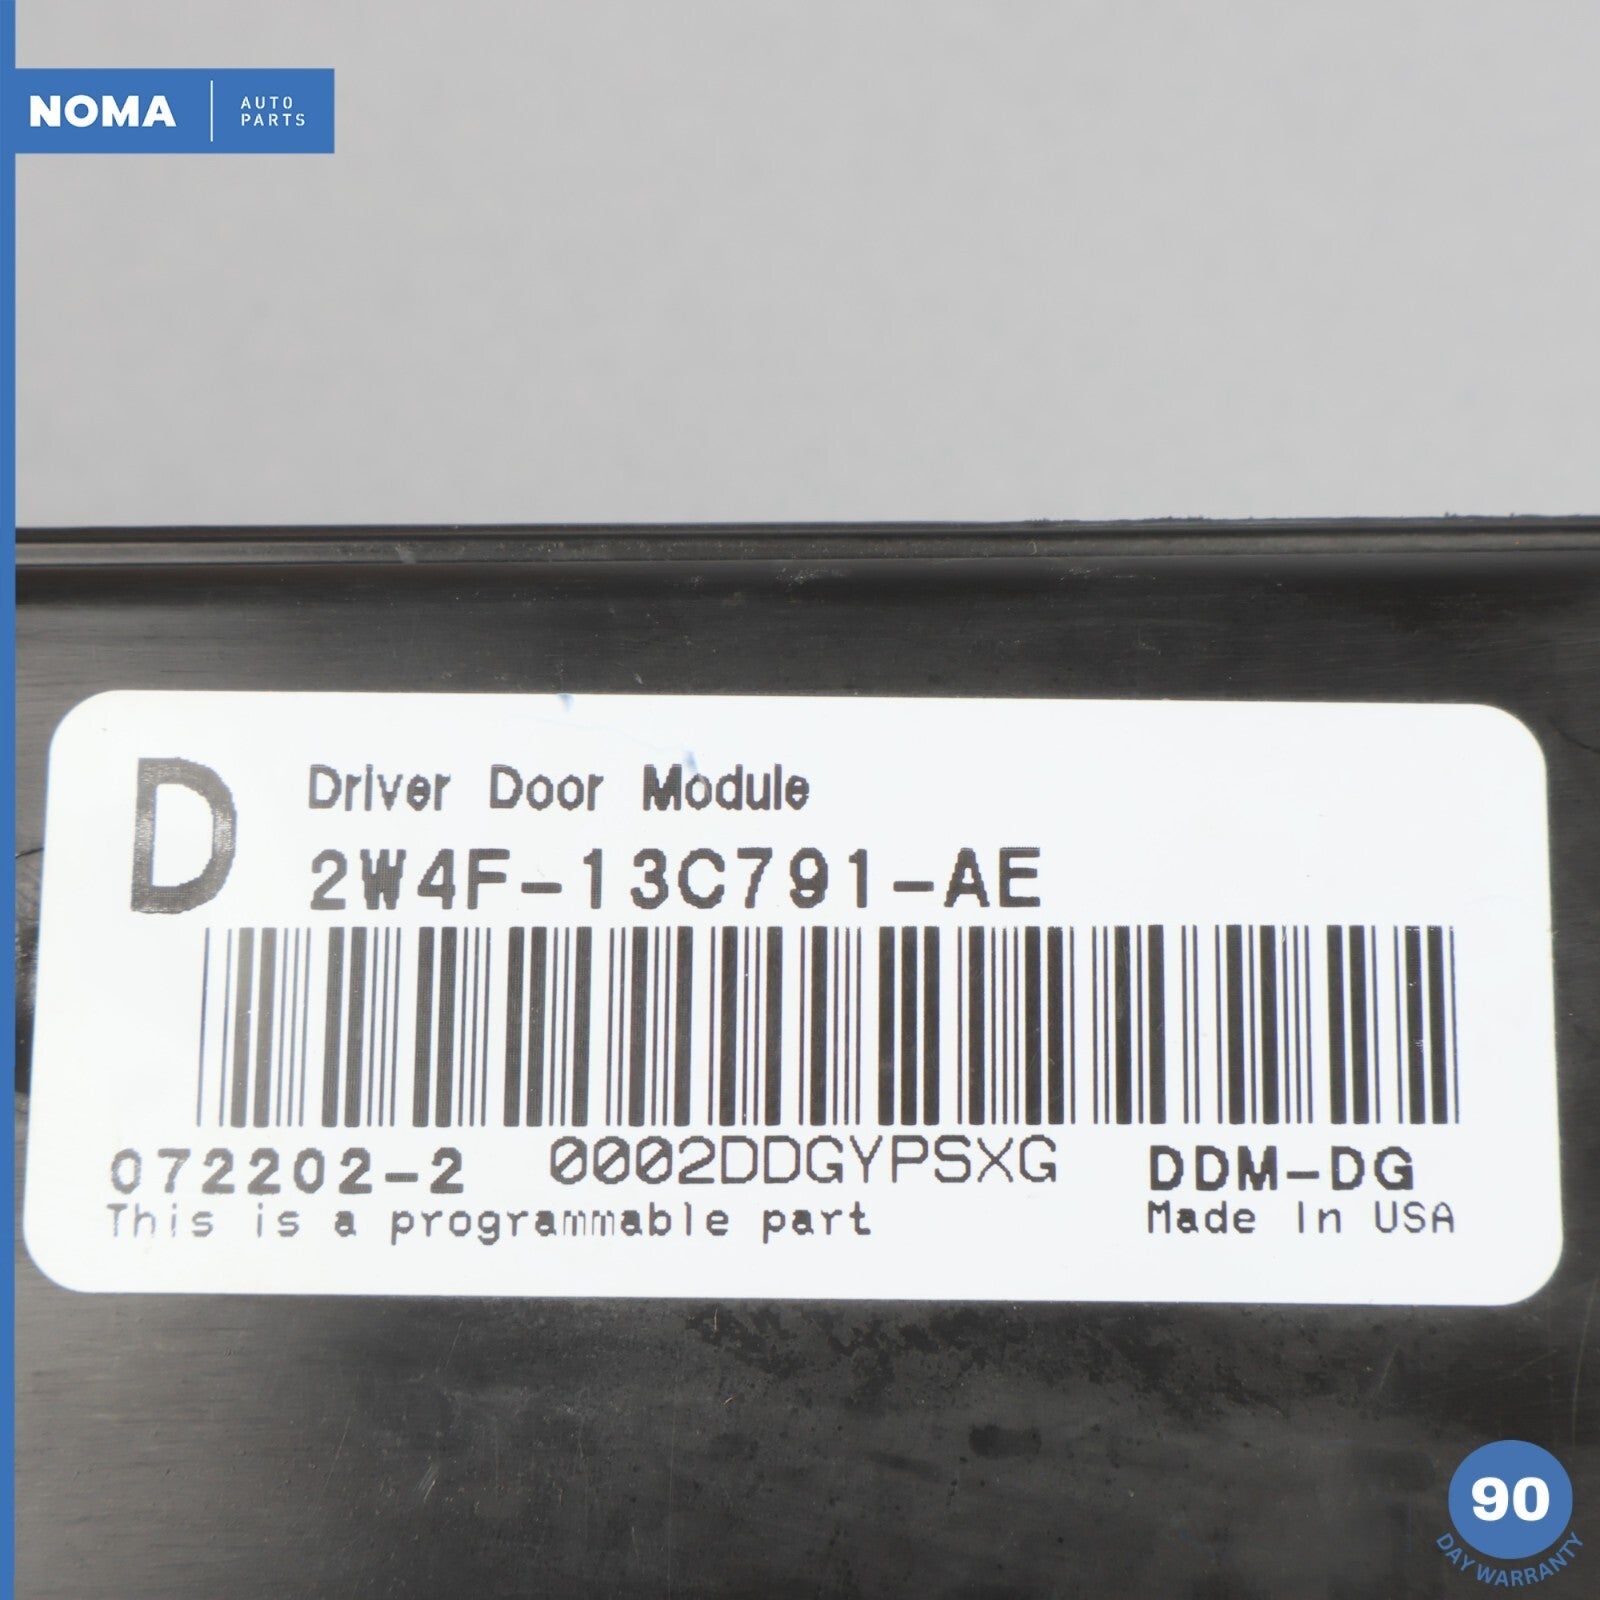 NOMA
AUTO
PARTS
D
Driver Door Module
2W4F-13C791-AE
072202-2 0002DDGYPSXG DDM-DG
This is a programmable part Made In USA
90
DAY WARRANTY